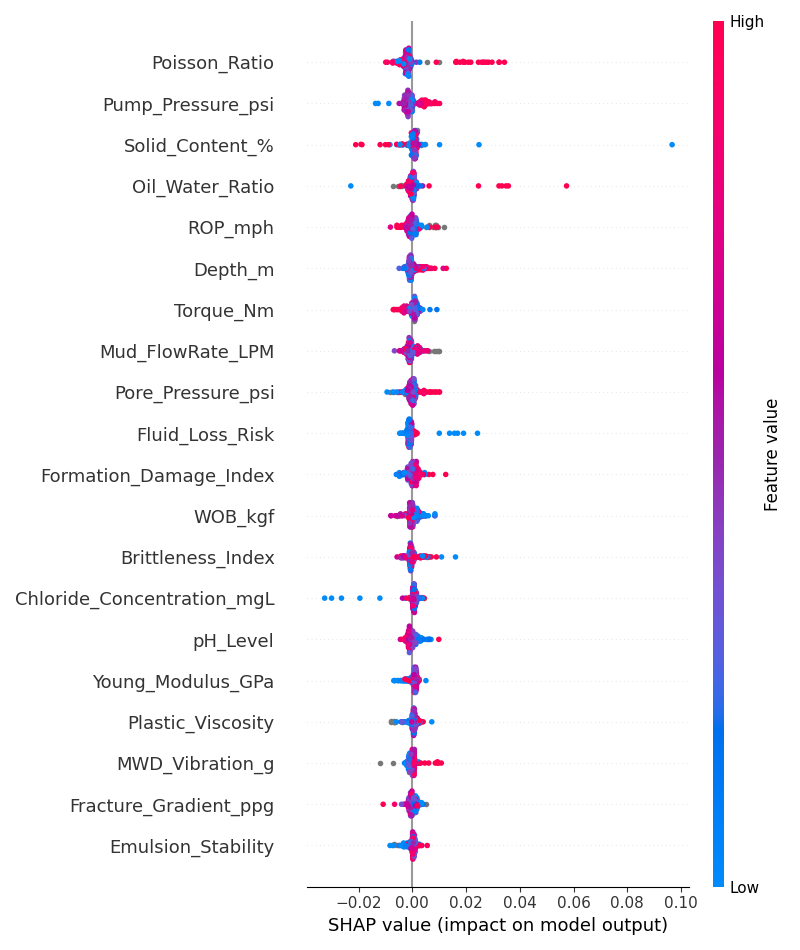 High
Poisson_Ratio
Pump_Pressure_psi
Solid_Content_%
Oil_Water_Ratio
ROP_mph
Depth_m
Torque_Nm
Mud_FlowRate_LPM
Pore_Pressure_psi
Fluid_Loss_Risk
Formation_Damage_Index
WOB_kgf
Brittleness_Index
Chloride_Concentration_mgL
pH_Level
Young_Modulus_GPa
Plastic_Viscosity
MWD_Vibration_g
Fracture_Gradient_ppg
Emulsion_Stability
Feature value
Low
−0.02 0.00 0.02 0.04 0.06 0.08 0.10
SHAP value (impact on model output)